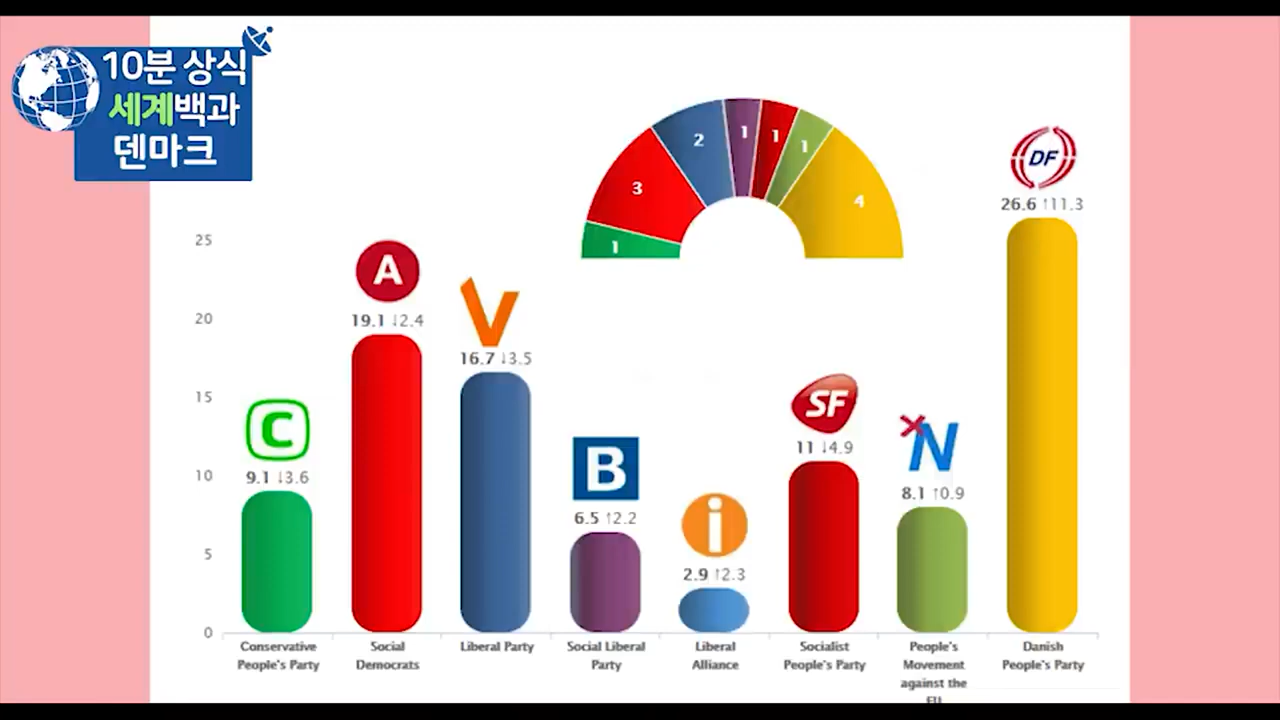 10분 상식
세계백과
덴마크
1
3
2
1
1
1
4
DF
26.6 ↑11.3
25
A
19.1 ↓2.4
20
V
16.7 ↓3.5
15
C
9.1 ↓3.6
SF
11 ↓4.9
N
8.1 ↑0.9
10
B
6.5 ↑2.2
i
2.9 ↑2.3
5
0
Conservative
People's Party
Social
Democrats
Liberal Party
Social Liberal
Party
Liberal
Alliance
Socialist
People's Party
People's
Movement
against the
EU
Danish
People's Party